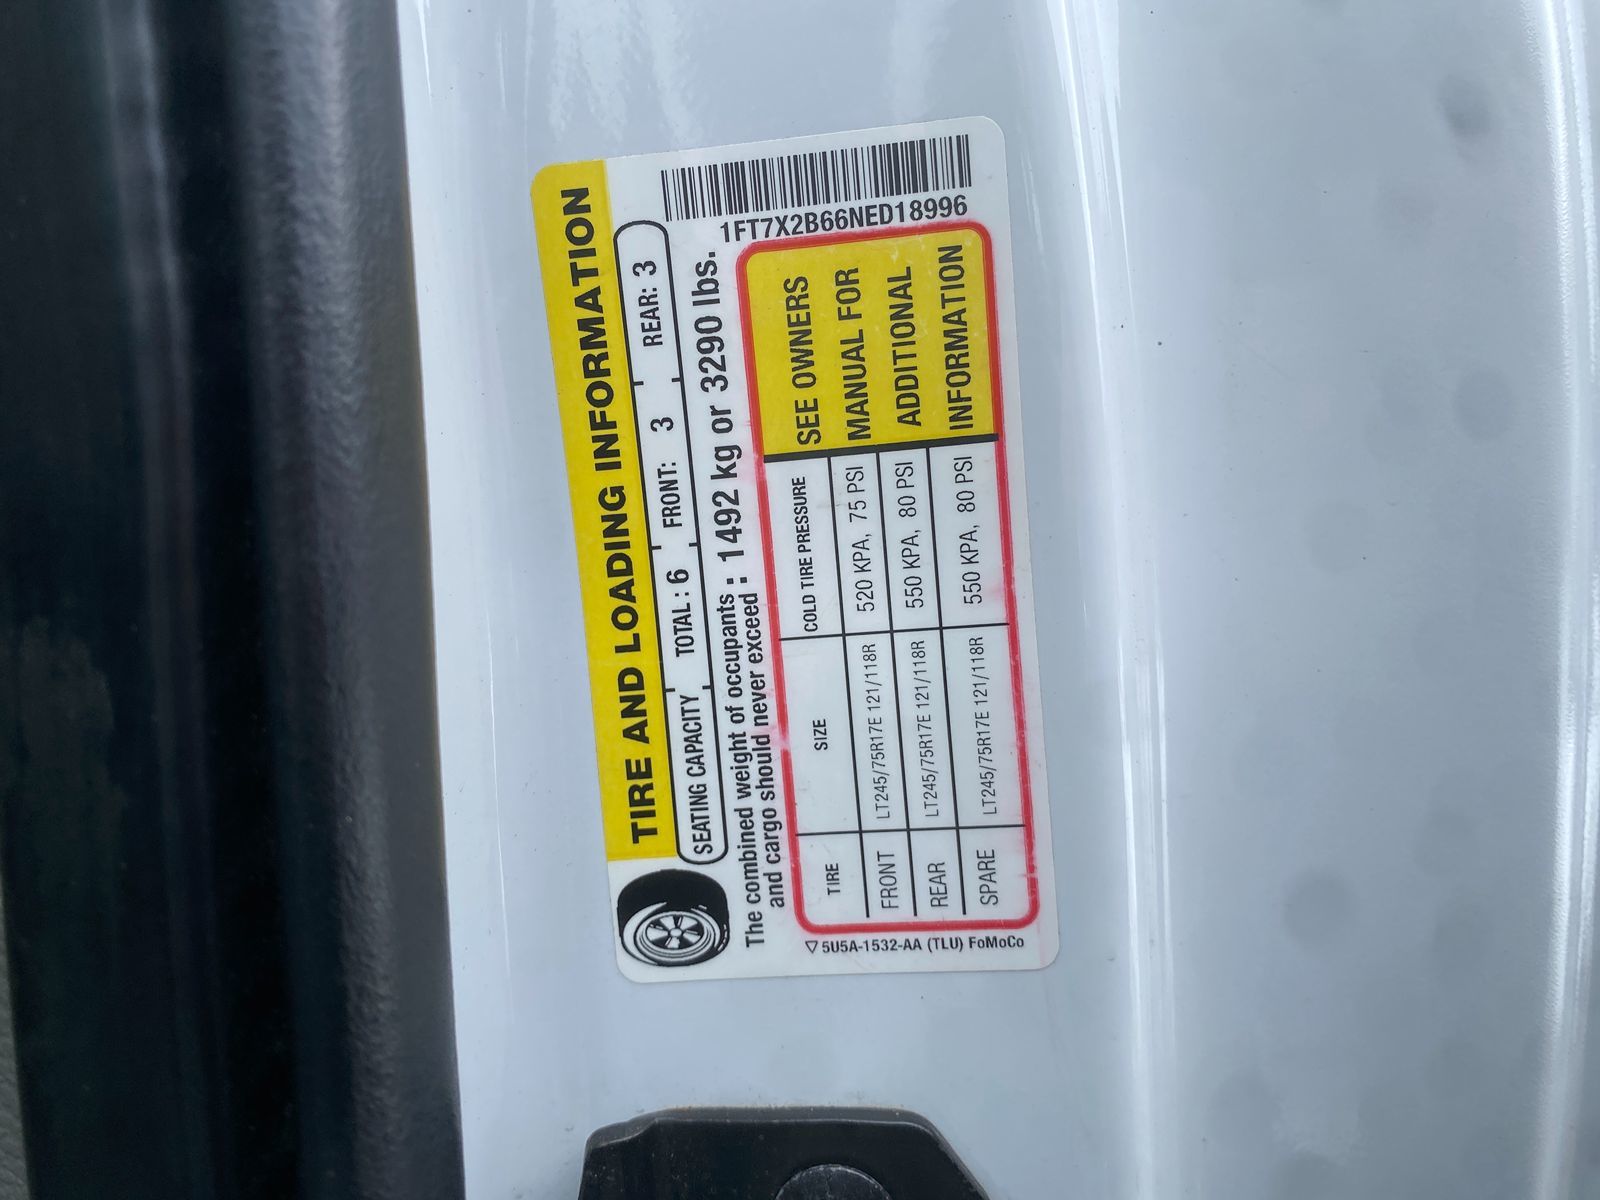 TIRE AND LOADING INFORMATION
SEATING CAPACITY TOTAL : 6 FRONT: 3 REAR: 3
The combined weight of occupants : 1492 kg or 3290 lbs.
and cargo should never exceed
1FT7X2B66NED18996
TIRE SIZE COLD TIRE PRESSURE
FRONT LT245/75R17E 121/118R 520 KPA, 75 PSI
REAR LT245/75R17E 121/118R 550 KPA, 80 PSI
SPARE LT245/75R17E 121/118R 550 KPA, 80 PSI
SEE OWNERS
MANUAL FOR
ADDITIONAL
INFORMATION
5U5A-1532-AA (TLU) FoMoCo